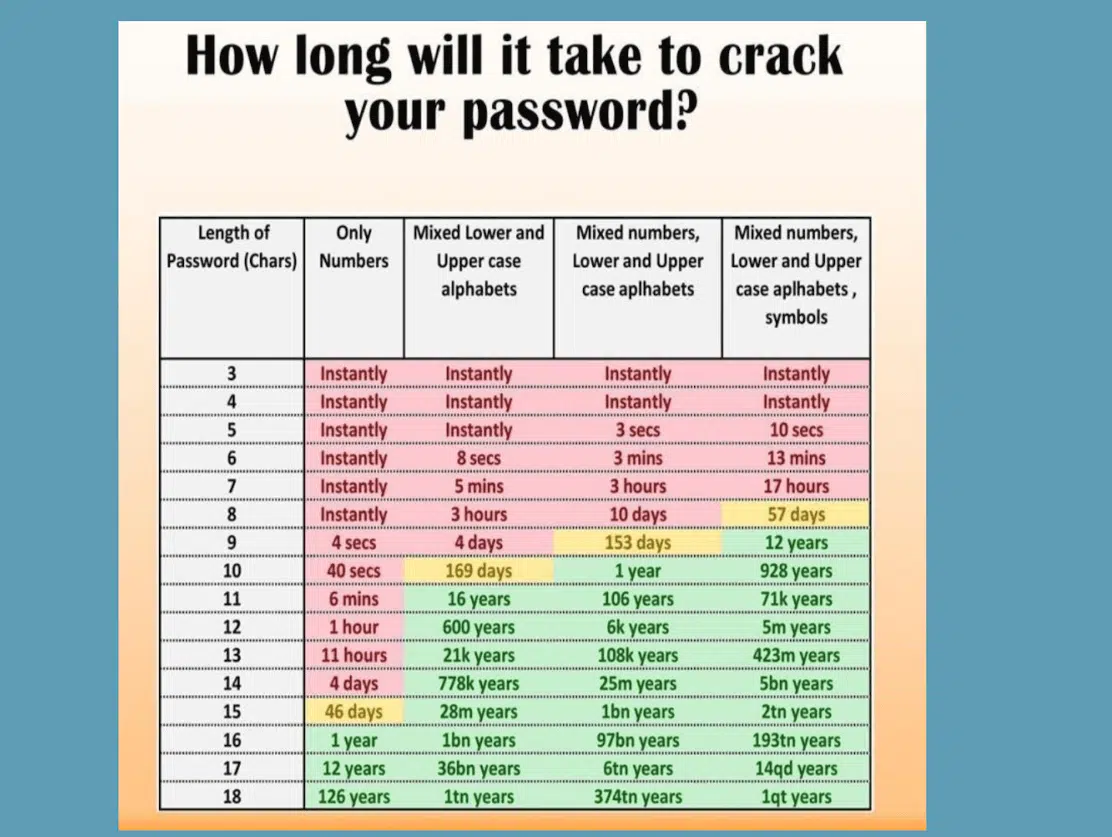 How long will it take to crack
your password?
Length of Password (Chars) Only Numbers Mixed Lower and Upper case alphabets Mixed numbers, Lower and Upper case aplhabets Mixed numbers, Lower and Upper case aplhabets , symbols
3 Instantly Instantly Instantly Instantly
4 Instantly Instantly Instantly Instantly
5 Instantly Instantly 3 secs 10 secs
6 Instantly 8 secs 3 mins 13 mins
7 Instantly 5 mins 3 hours 17 hours
8 Instantly 3 hours 10 days 57 days
9 4 secs 4 days 153 days 12 years
10 40 secs 169 days 1 year 928 years
11 6 mins 16 years 106 years 71k years
12 1 hour 600 years 6k years 5m years
13 11 hours 21k years 108k years 423m years
14 4 days 778k years 25m years 5bn years
15 46 days 28m years 1bn years 2tn years
16 1 year 1bn years 97bn years 193tn years
17 12 years 36bn years 6tn years 14qd years
18 126 years 1tn years 374tn years 1qt years